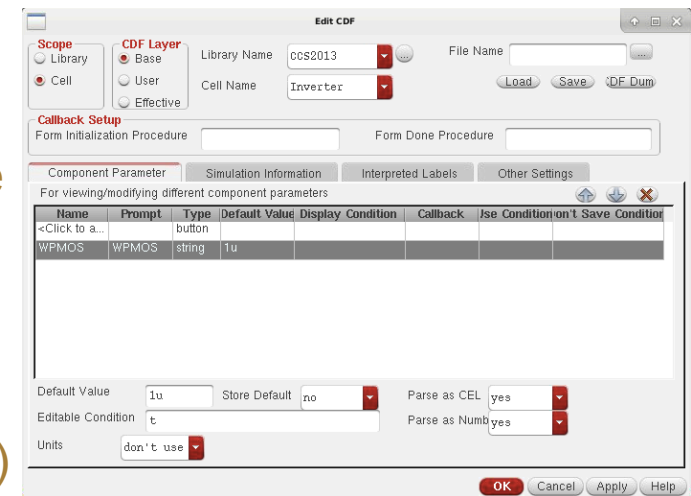 Edit CDF
Scope
Library
Cell
CDF Layer
Base
User
Effective
Library Name CCS2013 ...
Cell Name Inverter
File Name ...
Load Save CDF Dum
Callback Setup
Form Initialization Procedure Form Done Procedure
Component Parameter Simulation Information Interpreted Labels Other Settings
For viewing/modifying different component parameters
Name Prompt Type Default Value Display Condition Callback Use Condition on't Save Condition
<Click to a... button
WPMOS WPMOS string 1u
Default Value 1u Store Default no Parse as CEL yes
Editable Condition t Parse as Numb yes
Units don't use
OK Cancel Apply Help
e
)